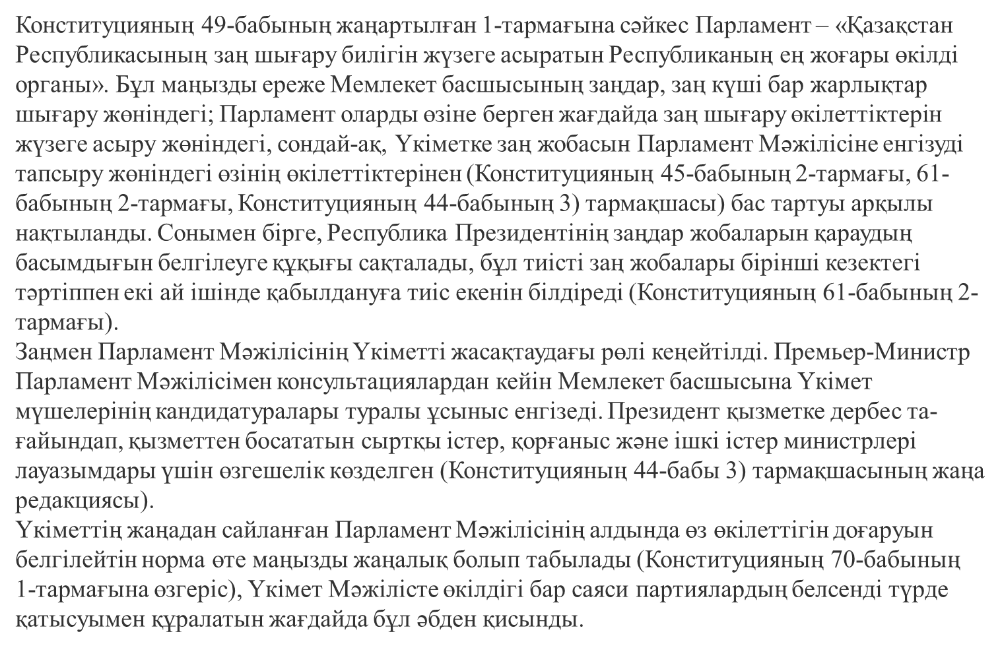 Конституцияның 49-бабының жаңартылған 1-тармағына сәйкес Парламент – «Қазақстан
Республикасының заң шығару билігін жүзеге асыратын Республиканың ең жоғары өкілді
органы». Бұл маңызды ереже Мемлекет басшысының заңдар, заң күші бар жарлықтар
шығару жөніндегі; Парламент оларды өзіне берген жағдайда заң шығару өкілеттіктерін
жүзеге асыру жөніндегі, сондай-ақ, Үкіметке заң жобасын Парламент Мәжілісіне енгізуді
тапсыру жөніндегі өзінің өкілеттіктерінен (Конституцияның 45-бабының 2-тармағы, 61-
бабының 2-тармағы, Конституцияның 44-бабының 3) тармақшасы) бас тартуы арқылы
нақтыланды. Сонымен бірге, Республика Президентінің заңдар жобаларын қараудың
басымдығын белгілеуге құқығы сақталады, бұл тиісті заң жобалары бірінші кезектегі
тәртіппен екі ай ішінде қабылдануға тиіс екенін білдіреді (Конституцияның 61-бабының 2-
тармағы).
Заңмен Парламент Мәжілісінің Үкіметті жасақтаудағы рөлі кеңейтілді. Премьер-Министр
Парламент Мәжілісімен консультациялардан кейін Мемлекет басшысына Үкімет
мүшелерінің кандидатуралары туралы ұсыныс енгізеді. Президент қызметке дербес та-
ғайындап, қызметтен босататын сыртқы істер, қорғаныс және ішкі істер министрлері
лауазымдары үшін өзгешелік көзделген (Конституцияның 44-бабы 3) тармақшасының жаңа
редакциясы).
Үкіметтің жаңадан сайланған Парламент Мәжілісінің алдында өз өкілеттігін доғаруын
белгілейтін норма өте маңызды жаңалық болып табылады (Конституцияның 70-бабының
1-тармағына өзгеріс), Үкімет Мәжілісте өкілдігі бар саяси партиялардың белсенді түрде
қатысуымен құралатын жағдайда бұл әбден қисынды.